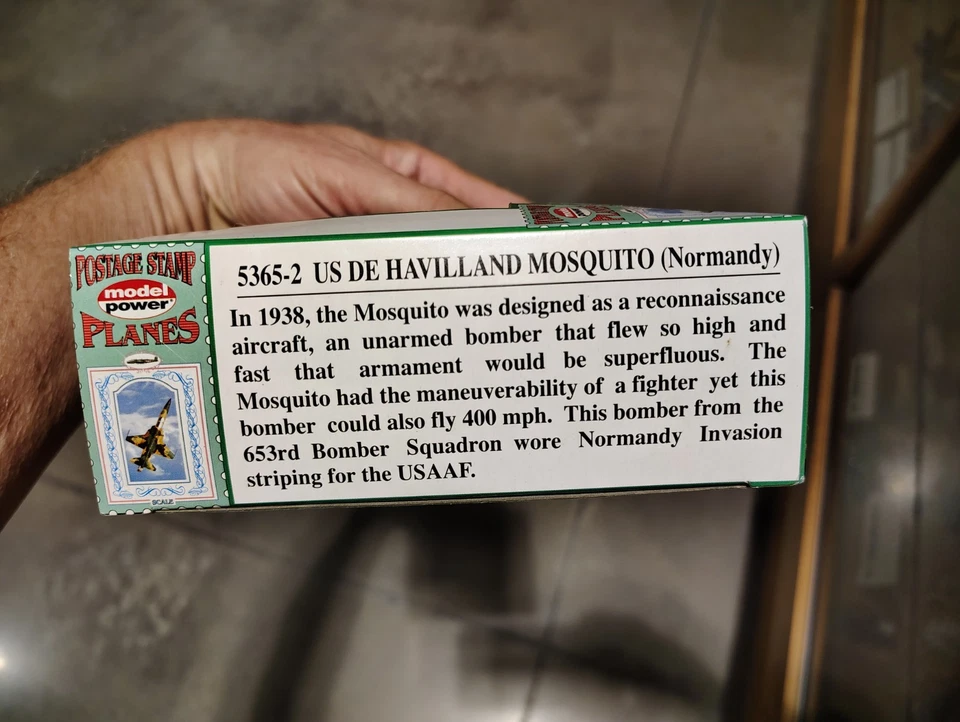 POSTAGE STAMP
model
power
PLANES
SCALE
5365-2 US DE HAVILLAND MOSQUITO (Normandy)
In 1938, the Mosquito was designed as a reconnaissance
aircraft, an unarmed bomber that flew so high and
fast that armament would be superfluous. The
Mosquito had the maneuverability of a fighter yet this
bomber could also fly 400 mph. This bomber from the
653rd Bomber Squadron wore Normandy Invasion
striping for the USAAF.